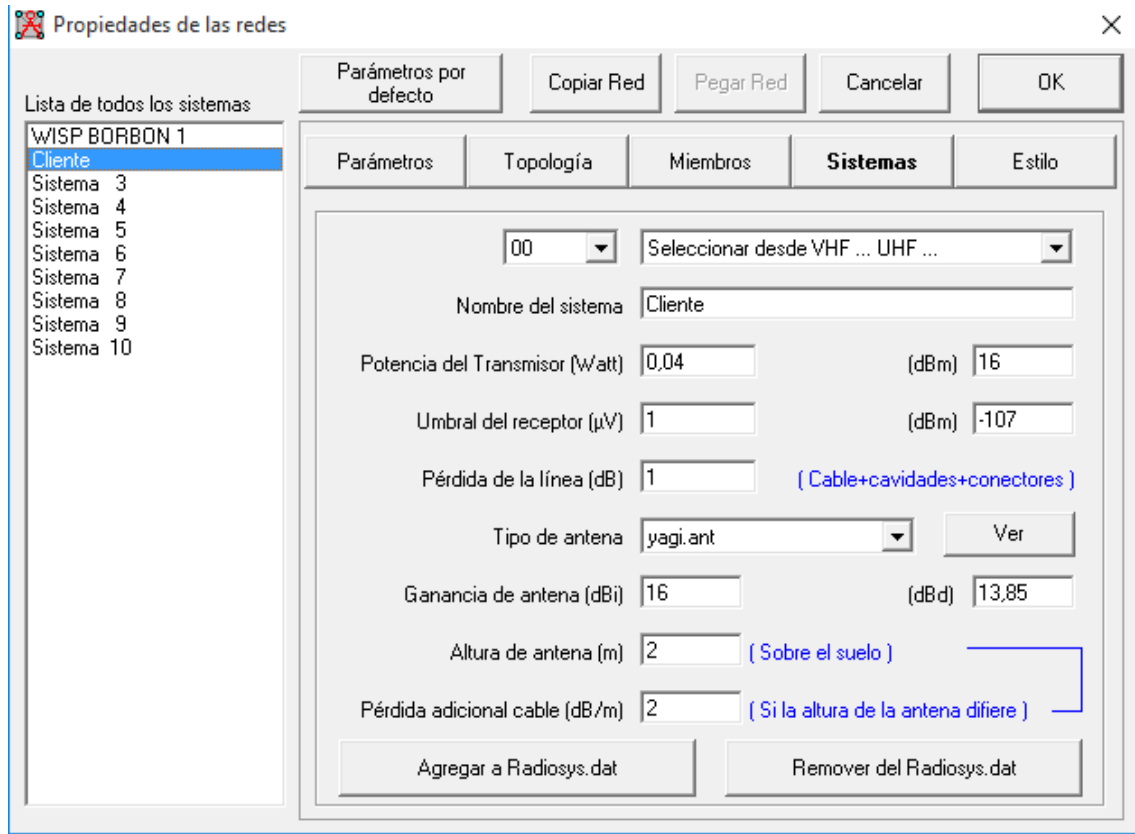 Propiedades de las redes
Parámetros por defecto
Copiar Red
Pegar Red
Cancelar
OK
Lista de todos los sistemas
WISP BORBON 1
Cliente
Sistema 3
Sistema 4
Sistema 5
Sistema 6
Sistema 7
Sistema 8
Sistema 9
Sistema 10
Parámetros
Topología
Miembros
Sistemas
Estilo
00
Seleccionar desde VHF ... UHF ...
Nombre del sistema Cliente
Potencia del Transmisor (Watt) 0,04 (dBm) 16
Umbral del receptor (µV) 1 (dBm) -107
Pérdida de la línea (dB) 1 ( Cable+cavidades+conectores )
Tipo de antena yagi.ant Ver
Ganancia de antena (dBi) 16 (dBd) 13,85
Altura de antena (m) 2 ( Sobre el suelo )
Pérdida adicional cable (dB/m) 2 ( Si la altura de la antena difiere )
Agregar a Radiosys.dat
Remover del Radiosys.dat